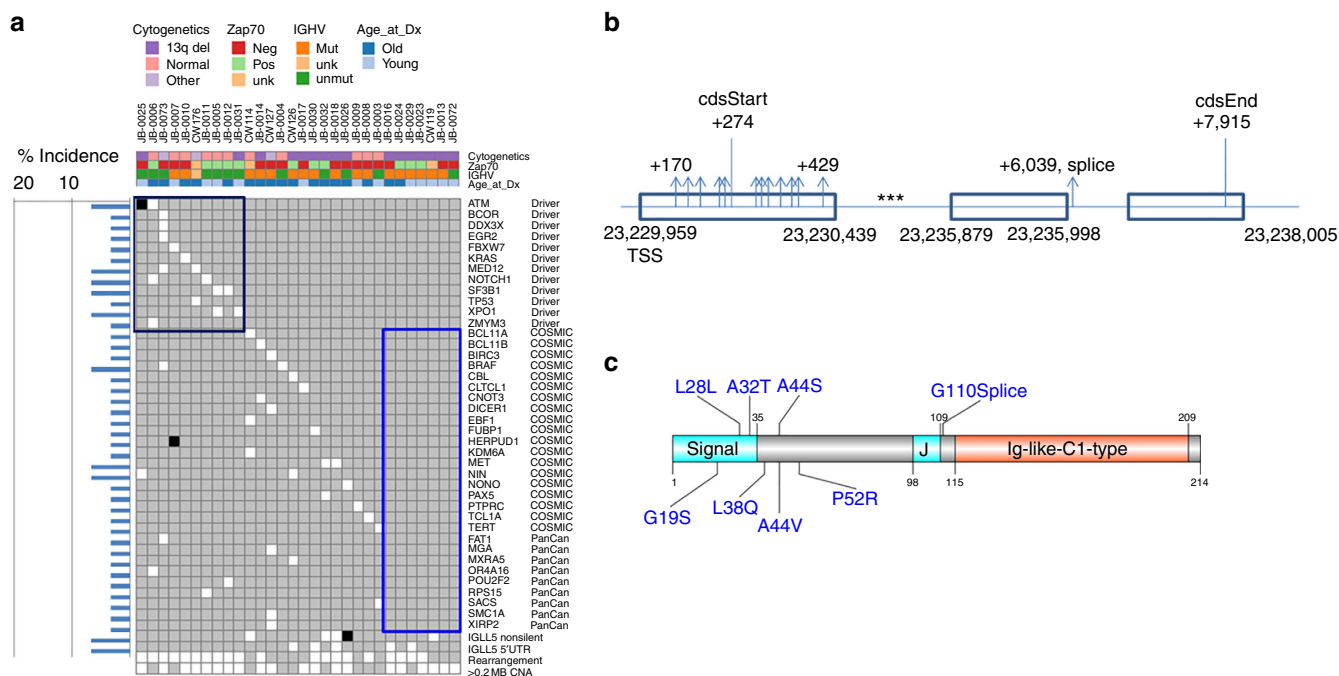 a
Cytogenetics Zap70 IGHV Age_at_Dx
13q del Neg Mut Old
Normal Pos unk Young
Other unk unmut
JB-0025 JB-0006 JB-0073 JB-0007 JB-0010 CW176 JB-0011 JB-0005 JB-0012 JB-0031 CW114 JB-0014 CW127 JB-0004 CW126 JB-0017 JB-0030 JB-0032 JB-0018 JB-0026 JB-0009 JB-0008 JB-0003 JB-0016 JB-0024 JB-0029 JB-0023 CW119 JB-0013 JB-0072
% Incidence
20 10
Cytogenetics
Zap70
IGHV
Age_at_Dx
ATM Driver
BCOR Driver
DDX3X Driver
EGR2 Driver
FBXW7 Driver
KRAS Driver
MED12 Driver
NOTCH1 Driver
SF3B1 Driver
TP53 Driver
XPO1 Driver
ZMYM3 Driver
BCL11A COSMIC
BCL11B COSMIC
BIRC3 COSMIC
BRAF COSMIC
CBL COSMIC
CLTCL1 COSMIC
CNOT3 COSMIC
DICER1 COSMIC
EBF1 COSMIC
FUBP1 COSMIC
HERPUD1 COSMIC
KDM6A COSMIC
MET COSMIC
NIN COSMIC
NONO COSMIC
PAX5 COSMIC
PTPRC COSMIC
TCL1A COSMIC
TERT COSMIC
FAT1 PanCan
MGA PanCan
MXRA5 PanCan
OR4A16 PanCan
POU2F2 PanCan
RPS15 PanCan
SACS PanCan
SMC1A PanCan
XIRP2 PanCan
IGLL5 nonsilent
IGLL5 5'UTR
Rearrangement
>0.2 MB CNA
b
cdsStart
+274
cdsEnd
+7,915
+170 +429 +6,039, splice
***
23,229,959 23,230,439 23,235,879 23,235,998 23,238,005
TSS
c
L28L A32T A44S G110Splice
35 109 209
Signal J Ig-like-C1-type
1 98 115 214
G19S L38Q A44V P52R